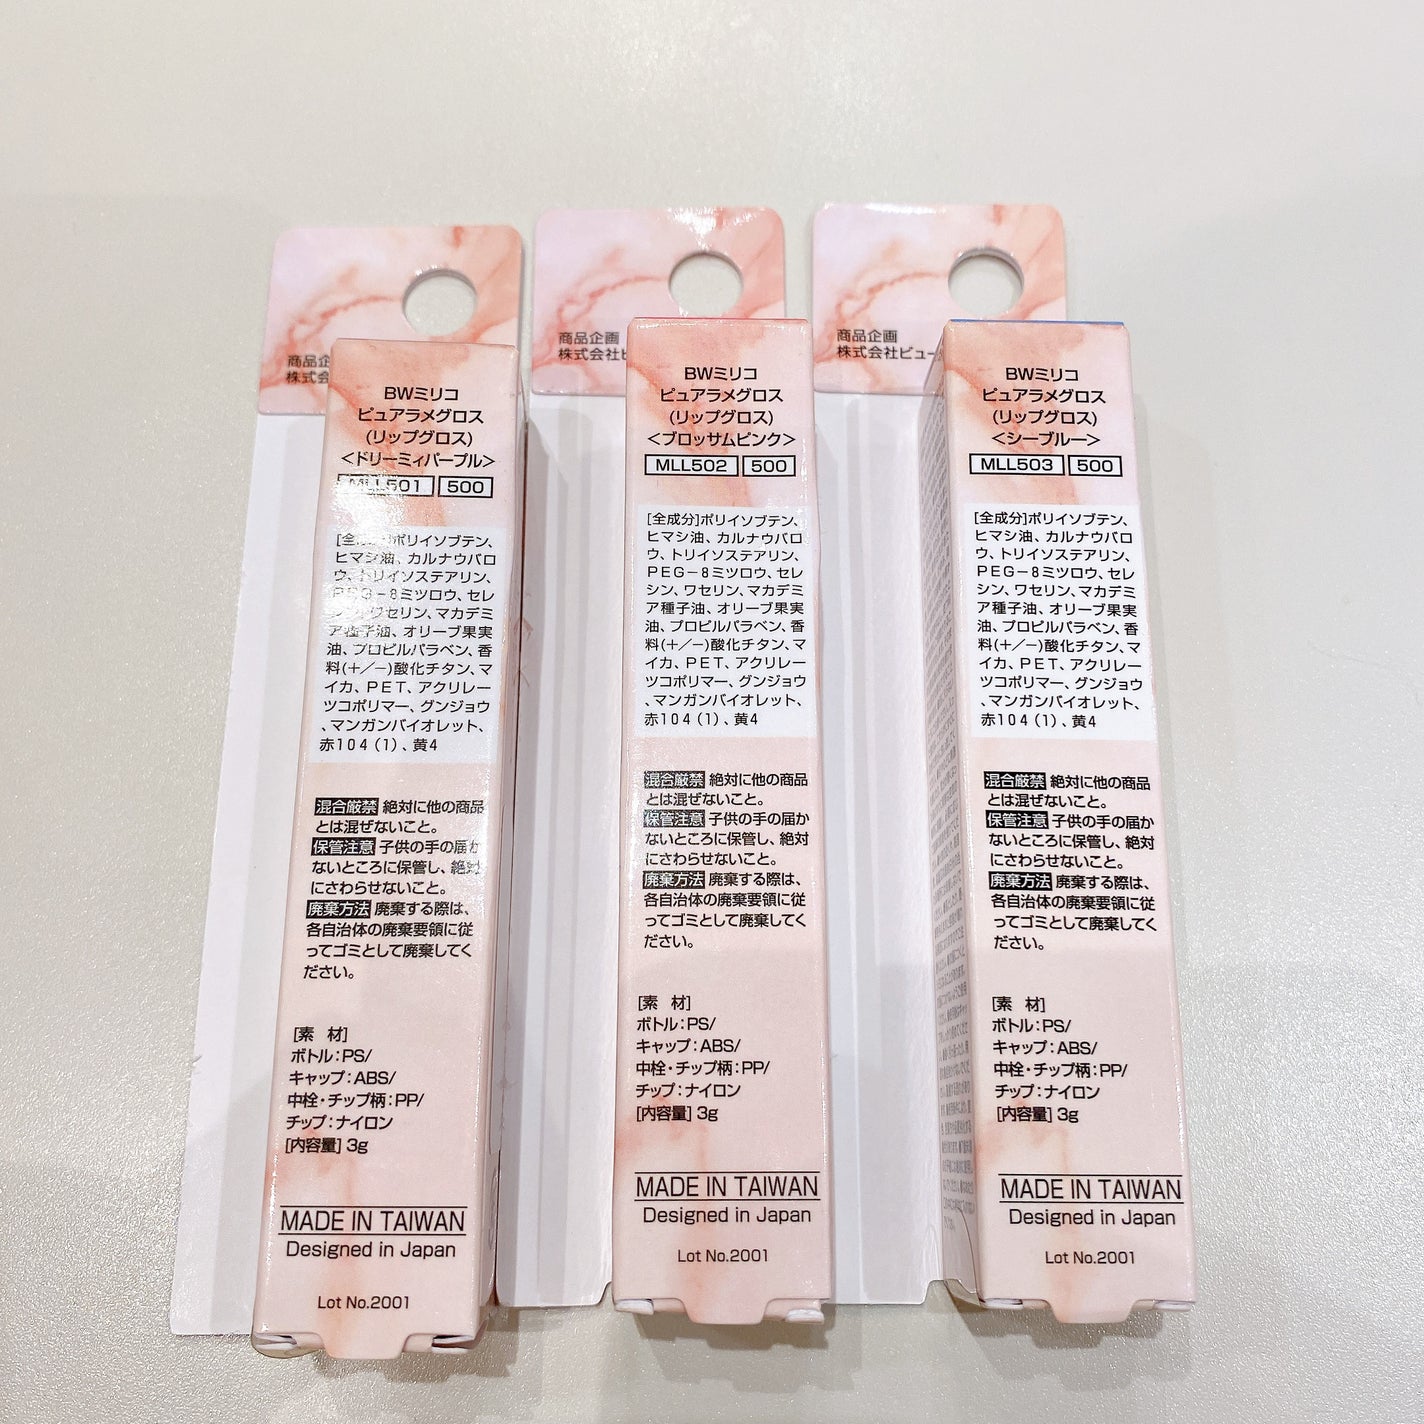 商品企
株式会
BWミリコ
ピュアラメグロス
(リップグロス)
<ドリーミィパープル>
MLL501 500
[全 ポリイソブテン、
ヒマシ油、カルナウバロ
ウ、トリイソステアリン、
PEG-8ミツロウ、セレ
ワセリン、マカデミ
ア種子油、オリーブ果実
油、プロピルパラベン、香
料(+/-)酸化チタン、マ
イカ、PET、アクリレー
ツコポリマー、グンジョウ
、マンガンバイオレット、
赤104(1)、黄4
混合厳禁 絶対に他の商品
とは混ぜないこと。
保管注意 子供の手の届か
ないところに保管し、絶対
にさわらせないこと。
廃棄方法 廃棄する際は、
各自治体の廃棄要領に従
ってゴミとして廃棄してく
ださい。
[素 材]
ボトル:PS/
キャップ:ABS/
中栓・チップ柄:PP/
チップ:ナイロン
[内容量] 3g
MADE IN TAIWAN
Designed in Japan
Lot No.2001
商品企画
株式会社ビ
BWミリコ
ピュアラメグロス
(リップグロス)
<ブロッサムピンク>
MLL502 500
[全成分]ポリイソブテン、
ヒマシ油、カルナウバロ
ウ、トリイソステアリン、
PEG-8ミツロウ、セレ
シン、ワセリン、マカデミ
ア種子油、オリーブ果実
油、プロピルパラベン、香
料(+/-)酸化チタン、マ
イカ、PET、アクリレー
ツコポリマー、グンジョウ
、マンガンバイオレット、
赤104(1)、黄4
混合厳禁 絶対に他の商品
とは混ぜないこと。
保管注意 子供の手の届か
ないところに保管し、絶対
にさわらせないこと。
廃棄方法 廃棄する際は、
各自治体の廃棄要領に従
ってゴミとして廃棄してく
ださい。
[素 材]
ボトル:PS/
キャップ:ABS/
中栓・チップ柄:PP/
チップ:ナイロン
[内容量] 3g
MADE IN TAIWAN
Designed in Japan
Lot No.2001
商品企画
株式会社ビュー
BWミリコ
ピュアラメグロス
(リップグロス)
<シーブルー>
MLL503 500
[全成分]ポリイソブテン、
ヒマシ油、カルナウバロ
ウ、トリイソステアリン、
PEG-8ミツロウ、セレ
シン、ワセリン、マカデミ
ア種子油、オリーブ果実
油、プロピルパラベン、香
料(+/-)酸化チタン、マ
イカ、PET、アクリレー
ツコポリマー、グンジョウ
、マンガンバイオレット、
赤104(1)、黄4
混合厳禁 絶対に他の商品
とは混ぜないこと。
保管注意 子供の手の届か
ないところに保管し、絶対
にさわらせないこと。
廃棄方法 廃棄する際は、
各自治体の廃棄要領に従
ってゴミとして廃棄してく
ださい。
[素 材]
ボトル:PS/
キャップ:ABS/
中栓・チップ柄:PP/
チップ:ナイロン
[内容量] 3g
MADE IN TAIWAN
Designed in Japan
Lot No.2001